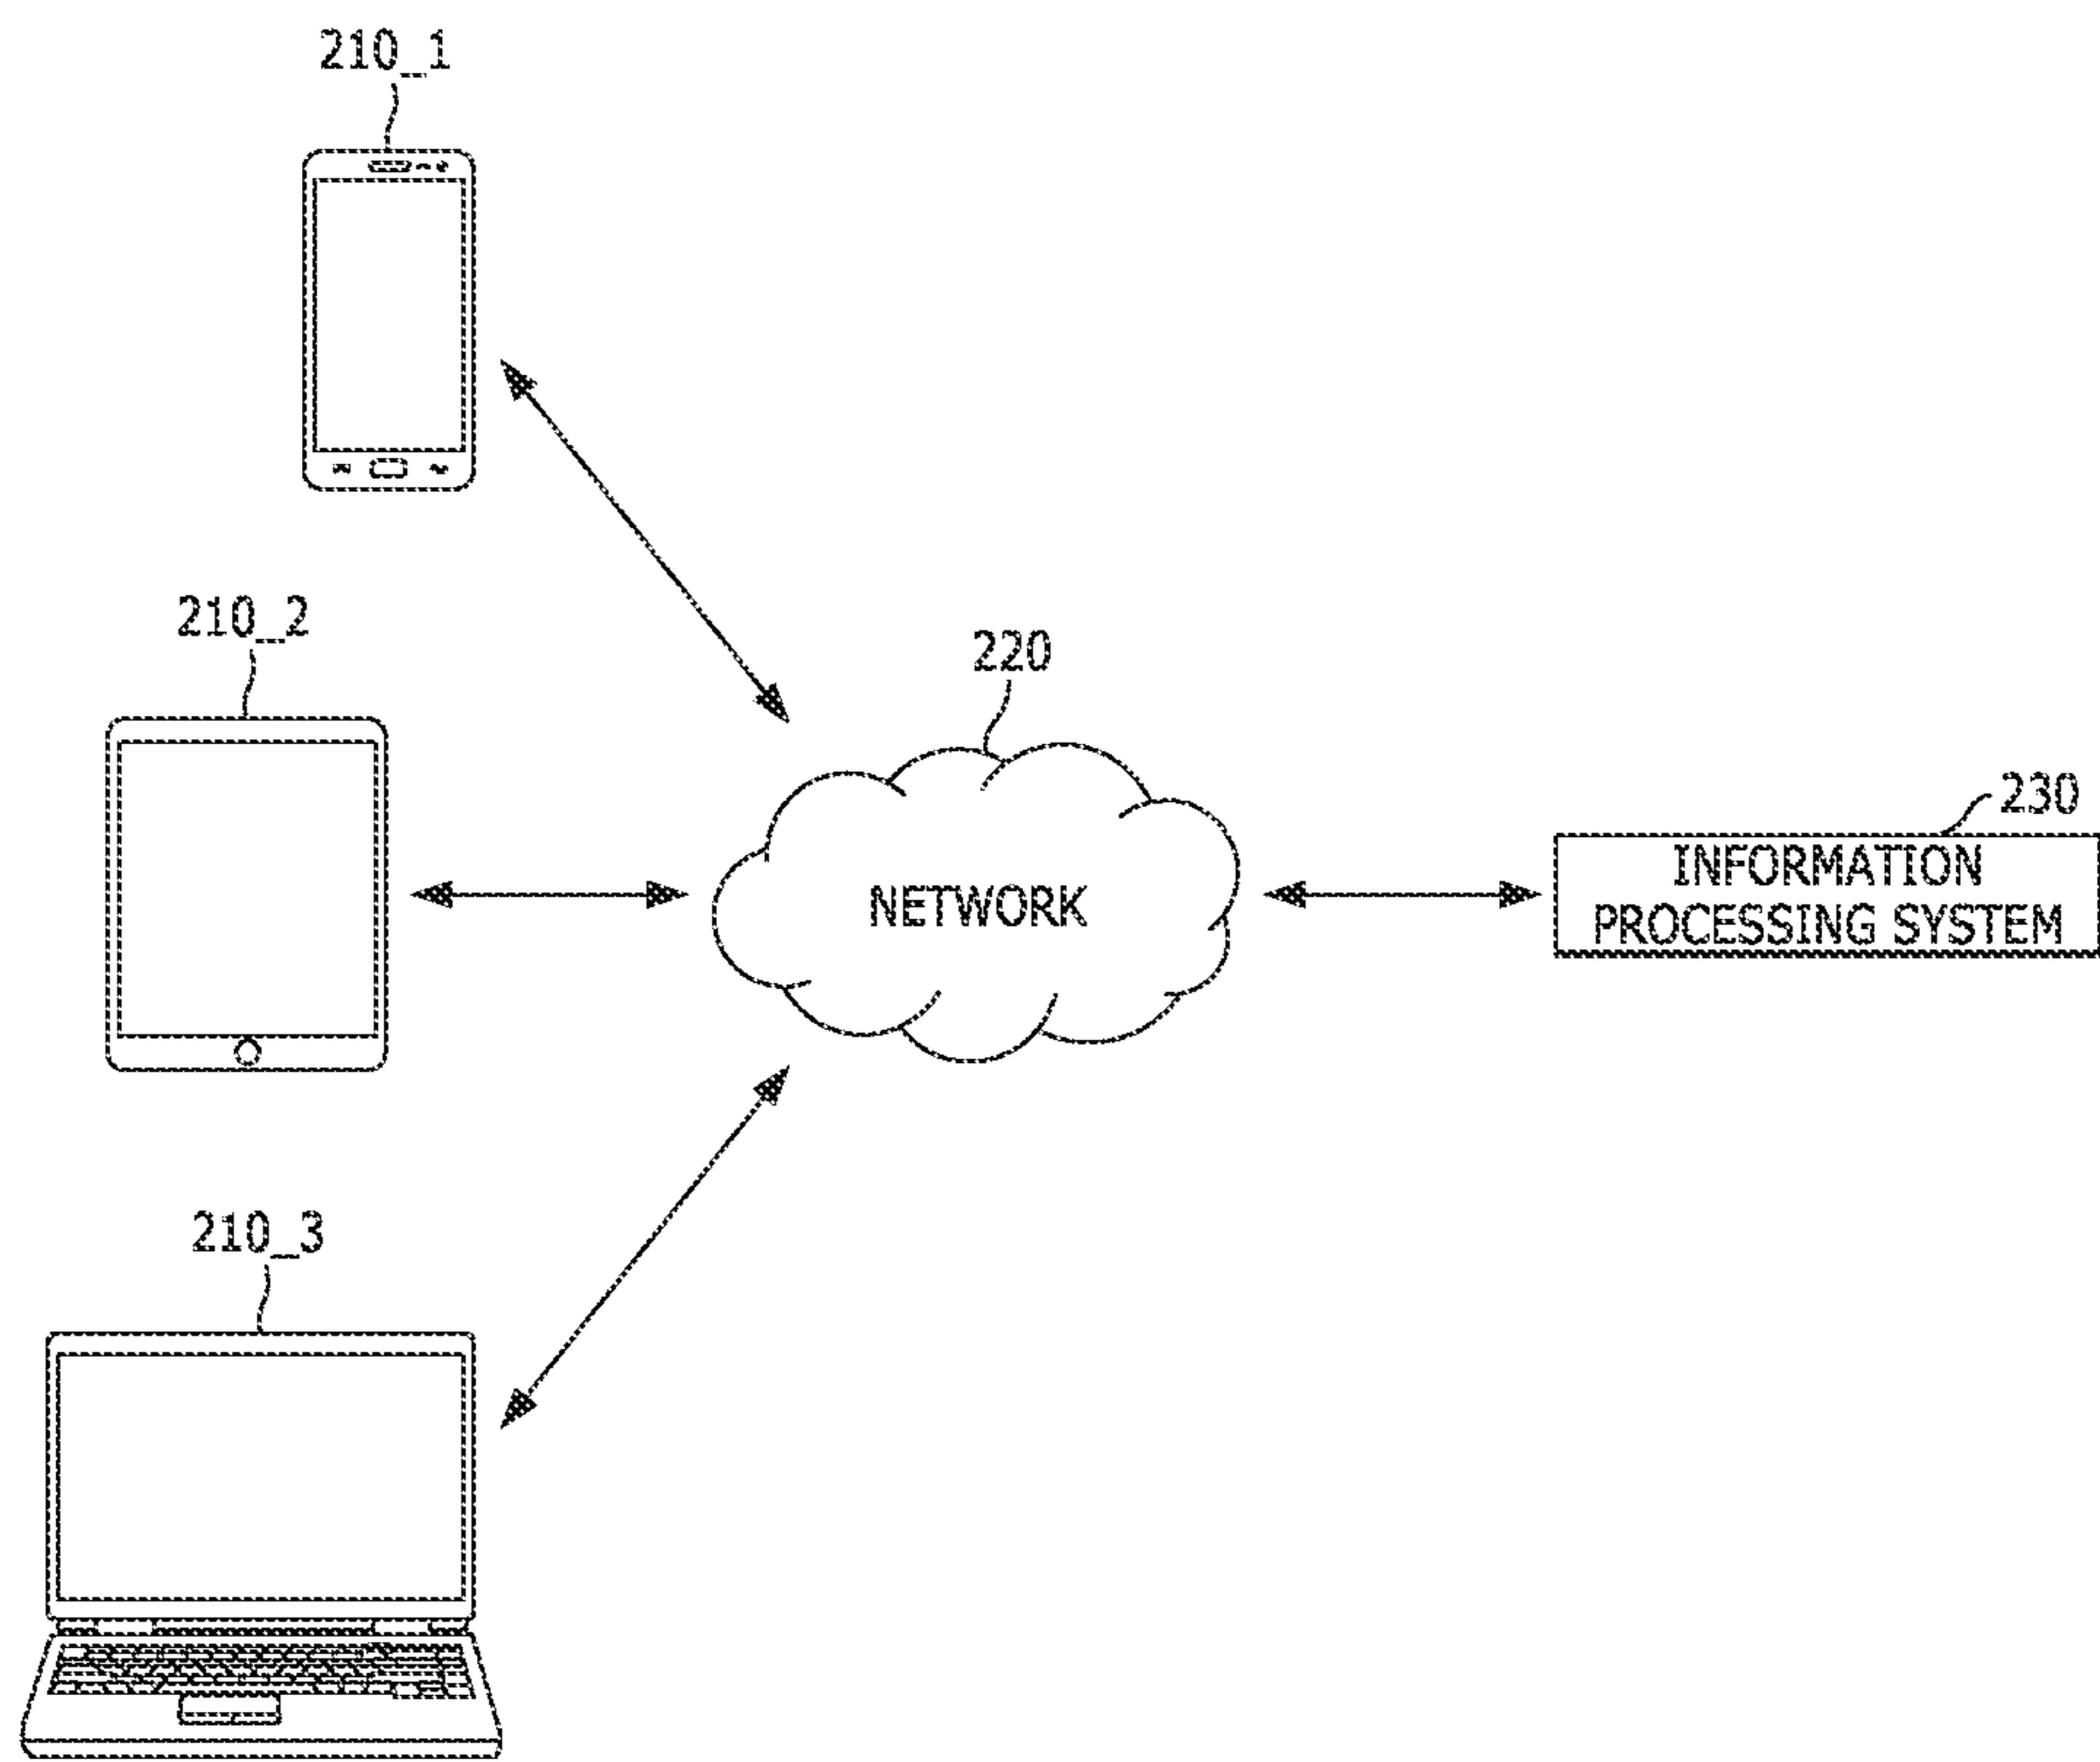 210_1
210_2
220
230
INFORMATION
PROCESSING SYSTEM
NETWORK
210_3